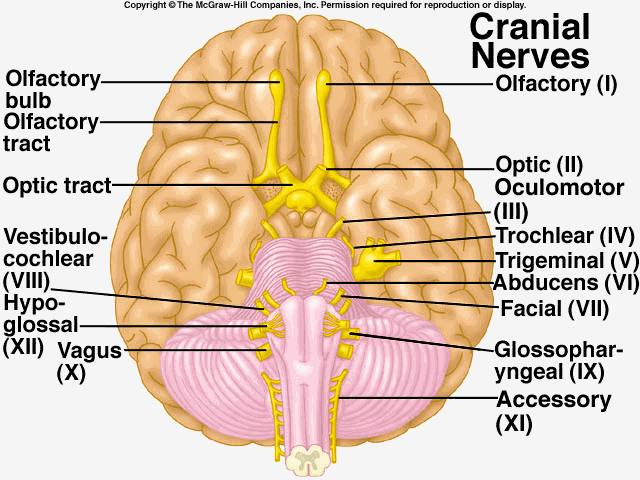 Copyright © The McGraw-Hill Companies, Inc. Permission required for reproduction or display.
Cranial
Nerves
Olfactory
bulb
Olfactory
tract
Optic tract
Vestibulo-
cochlear
(VIII)
Hypo-
glossal
(XII)
Vagus
(X)
Olfactory (I)
Optic (II)
Oculomotor
(III)
Trochlear (IV)
Trigeminal (V)
Abducens (VI)
Facial (VII)
Glossophar-
yngeal (IX)
Accessory
(XI)